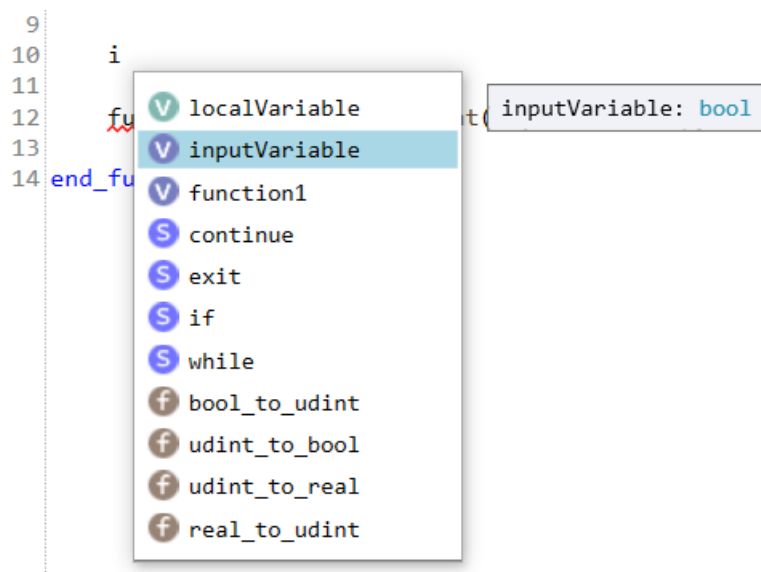 9
10 i
11
12 fu t(
13
14 end_fu
V localVariable
V inputVariable
V function1
S continue
S exit
S if
S while
f bool_to_udint
f udint_to_bool
f udint_to_real
f real_to_udint
inputVariable: bool